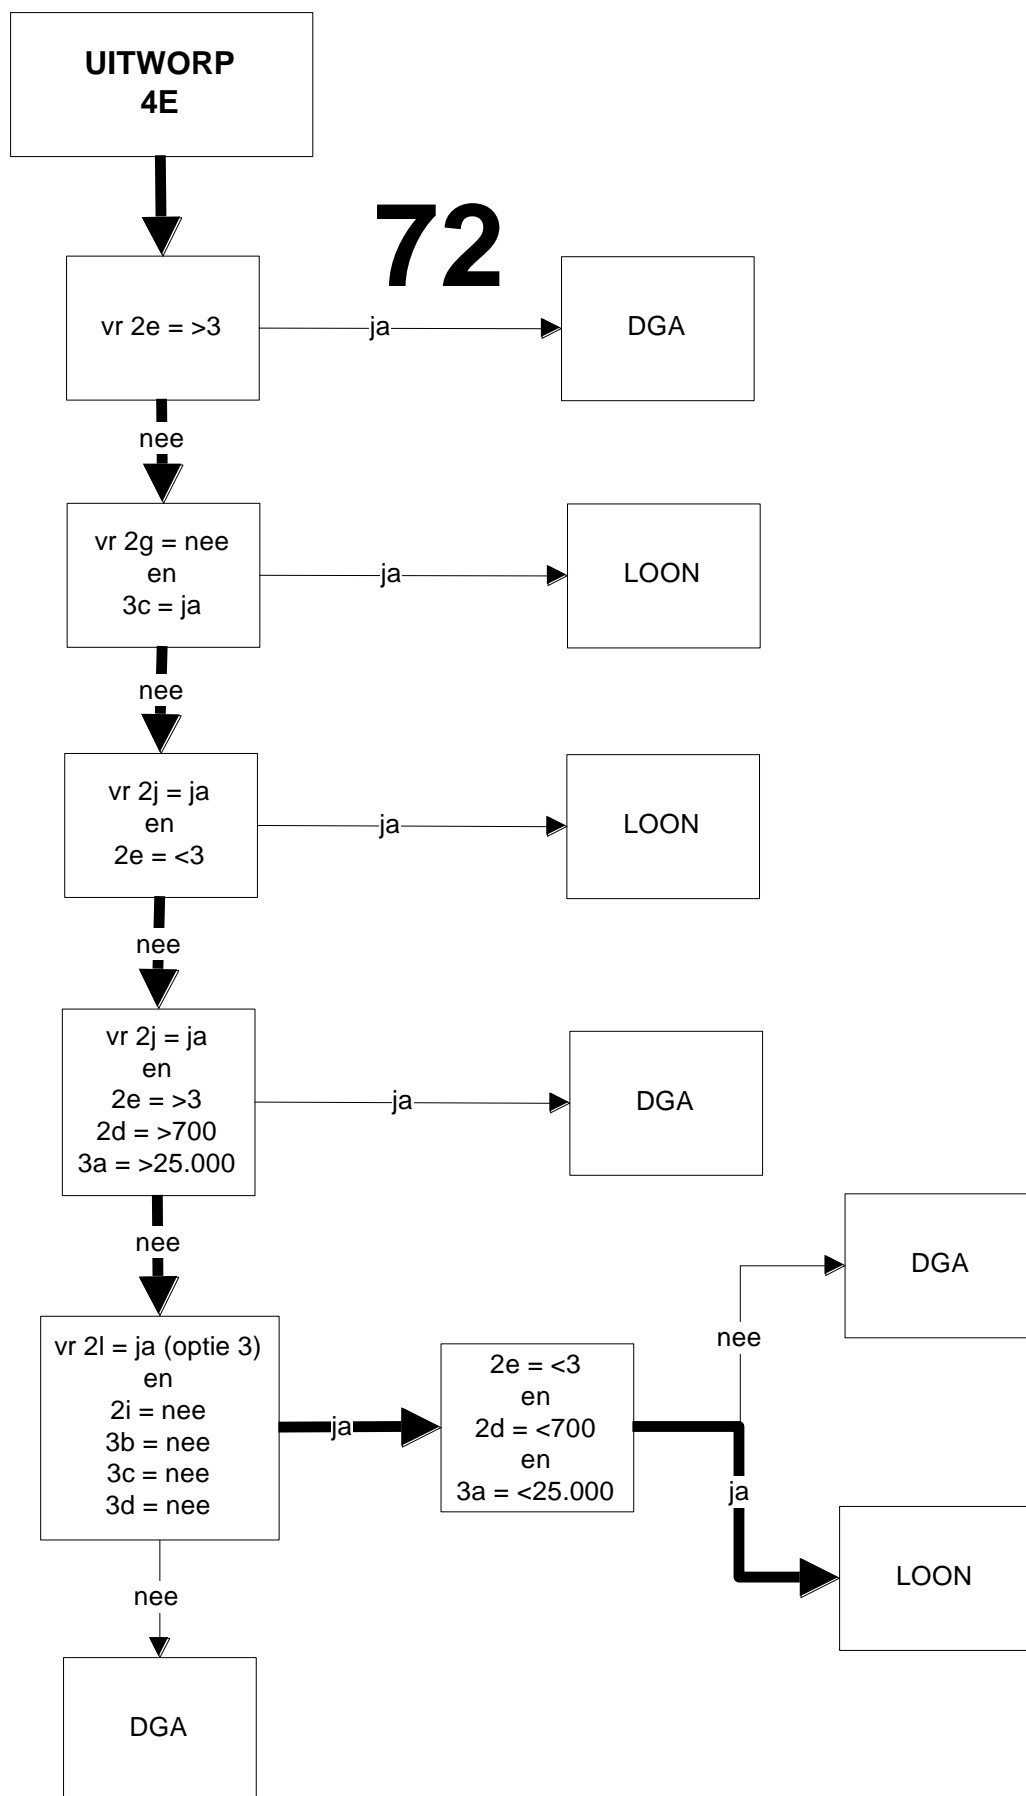 UITWORP
4E
72
vr 2e = >3
ja
DGA
nee
vr 2g = nee
en
3c = ja
ja
LOON
nee
vr 2j = ja
en
2e = <3
ja
LOON
nee
vr 2j = ja
en
2e = >3
2d = >700
3a = >25.000
ja
DGA
nee
vr 2l = ja (optie 3)
en
2i = nee
3b = nee
3c = nee
3d = nee
ja
2e = <3
en
2d = <700
en
3a = <25.000
nee
DGA
ja
LOON
nee
DGA